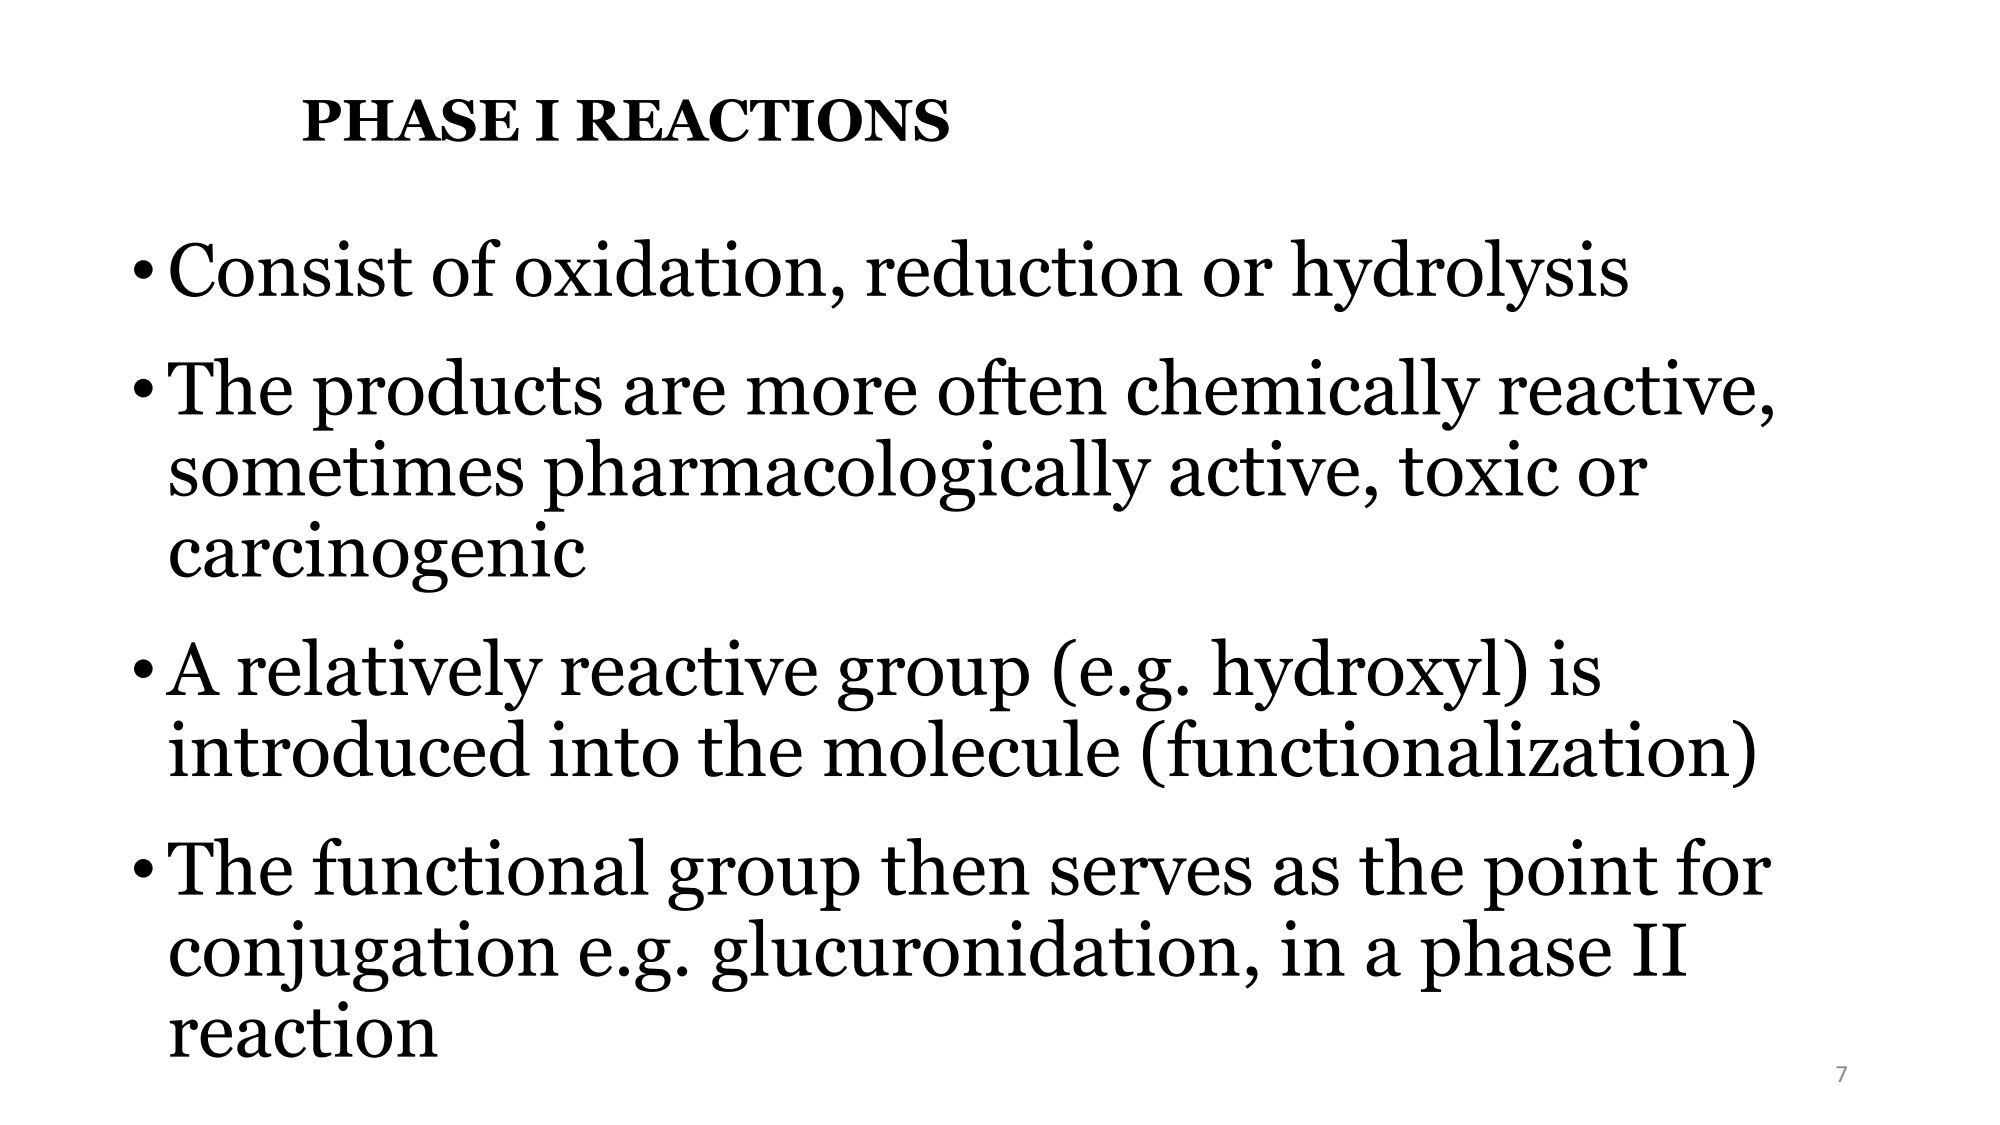 PHASE I REACTIONS
• Consist of oxidation, reduction or hydrolysis
• The products are more often chemically reactive,
sometimes pharmacologically active, toxic or
carcinogenic
• A relatively reactive group (e.g. hydroxyl) is
introduced into the molecule (functionalization)
• The functional group then serves as the point for
conjugation e.g. glucuronidation, in a phase II
reaction
7